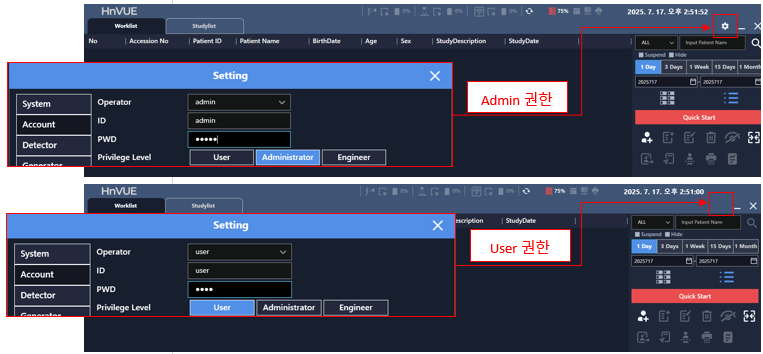 HnVUE 0% 0% 0% 75% 2025. 7. 17. 오후 2:51:52
Worklist Studylist
No Accession No Patient ID Patient Name BirthDate Age Sex StudyDescription StudyDate
ALL Input Patient Name
Suspend Hide
1 Day 3 Days 1 Week 15 Days 1 Month
2025717 - 2025717
Quick Start
Setting
System
Account
Detector
Generator
Operator admin
ID admin
PWD •••••
Privilege Level User Administrator Engineer
Admin 권한
HnVUE 0% 0% 0% 75% 2025. 7. 17. 오후 2:51:00
Worklist Studylist
escription StudyDate
ALL Input Patient Name
Suspend Hide
1 Day 3 Days 1 Week 15 Days 1 Month
2025717 - 2025717
Quick Start
Setting
System
Account
Detector
Generator
Operator user
ID user
PWD ••••
Privilege Level User Administrator Engineer
User 권한